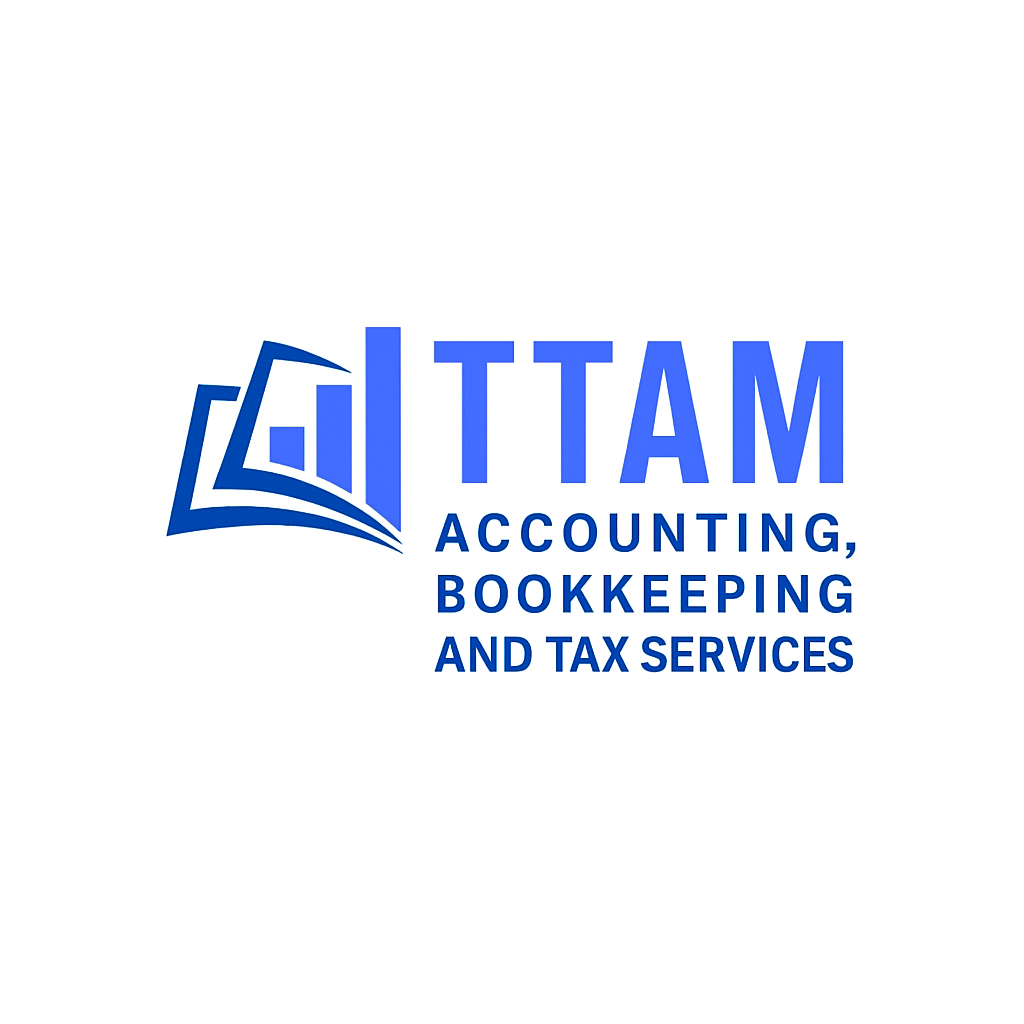 TTAM
ACCOUNTING,
BOOKKEEPING
AND TAX SERVICES